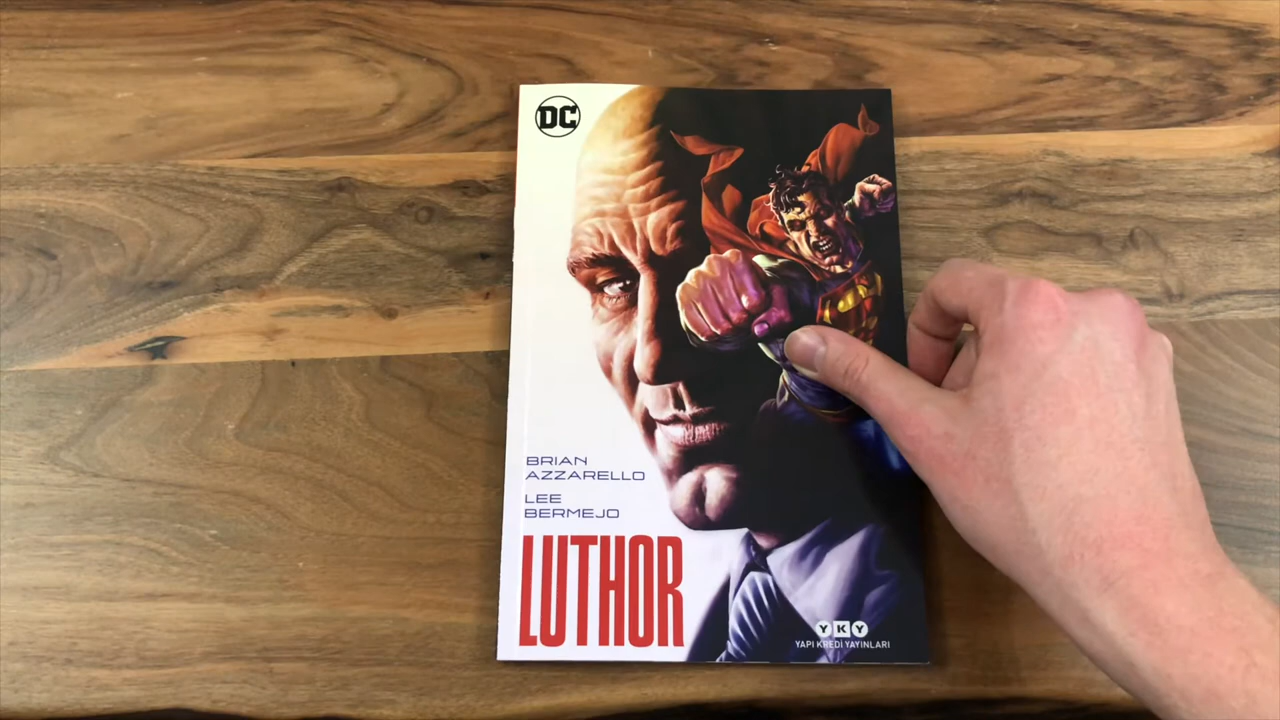 DC
BRIAN
AZZARELLO
LEE
BERMEJO
LUTHOR
YKY
YAPI KREDİ YAYINLARI